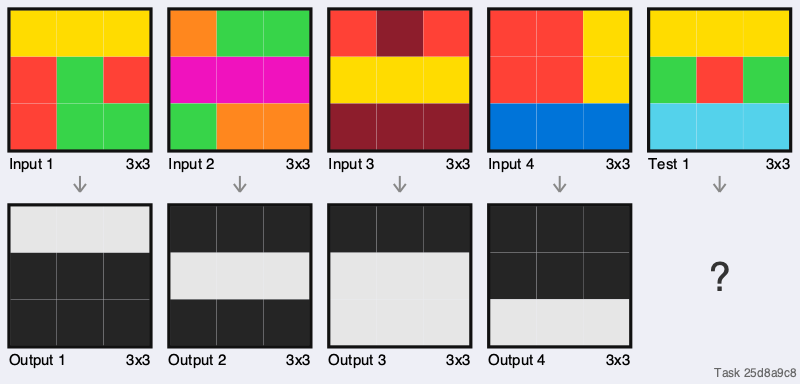 Input 1 3x3
Input 2 3x3
Input 3 3x3
Input 4 3x3
Test 1 3x3
?
Output 1 3x3
Output 2 3x3
Output 3 3x3
Output 4 3x3
Task 25d8a9c8